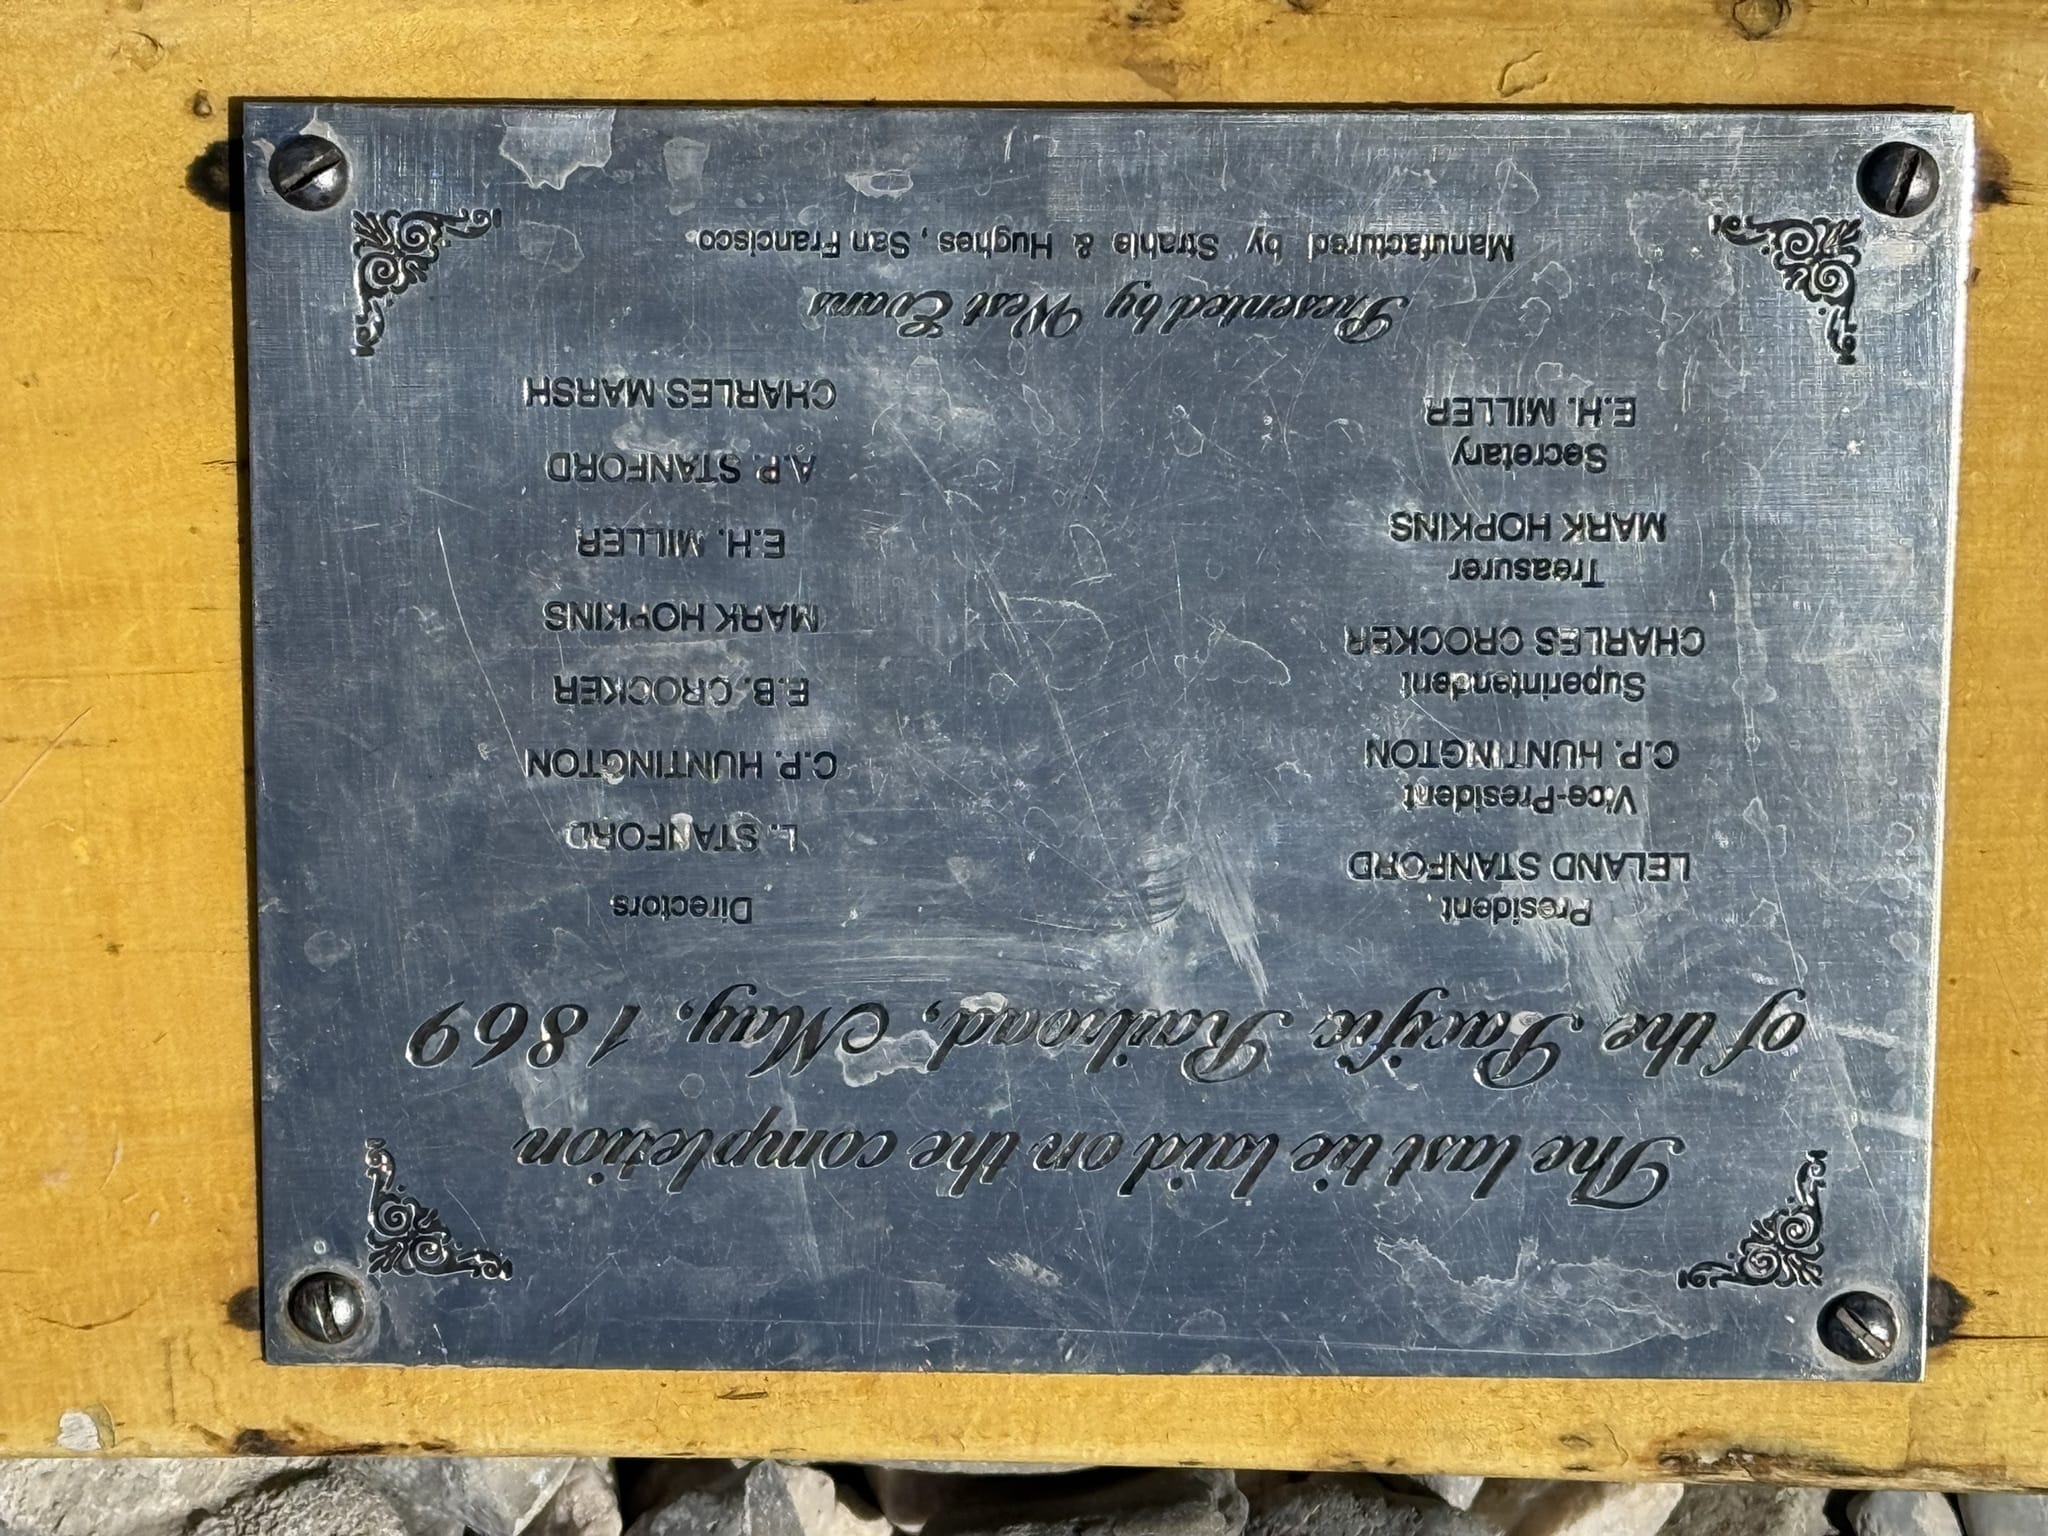 The last tie laid on the completion
of the Pacific Railroad, May, 1869
President
LELAND STANFORD
Vice-President
C.P. HUNTINGTON
Superintendent
CHARLES CROCKER
Treasurer
MARK HOPKINS
Secretary
E.H. MILLER
Directors
L. STANFORD
C.P. HUNTINGTON
E.B. CROCKER
MARK HOPKINS
E.H. MILLER
A.P. STANFORD
CHARLES MARSH
Presented by West Evans
Manufactured by Strahle & Hughes, San Francisco.